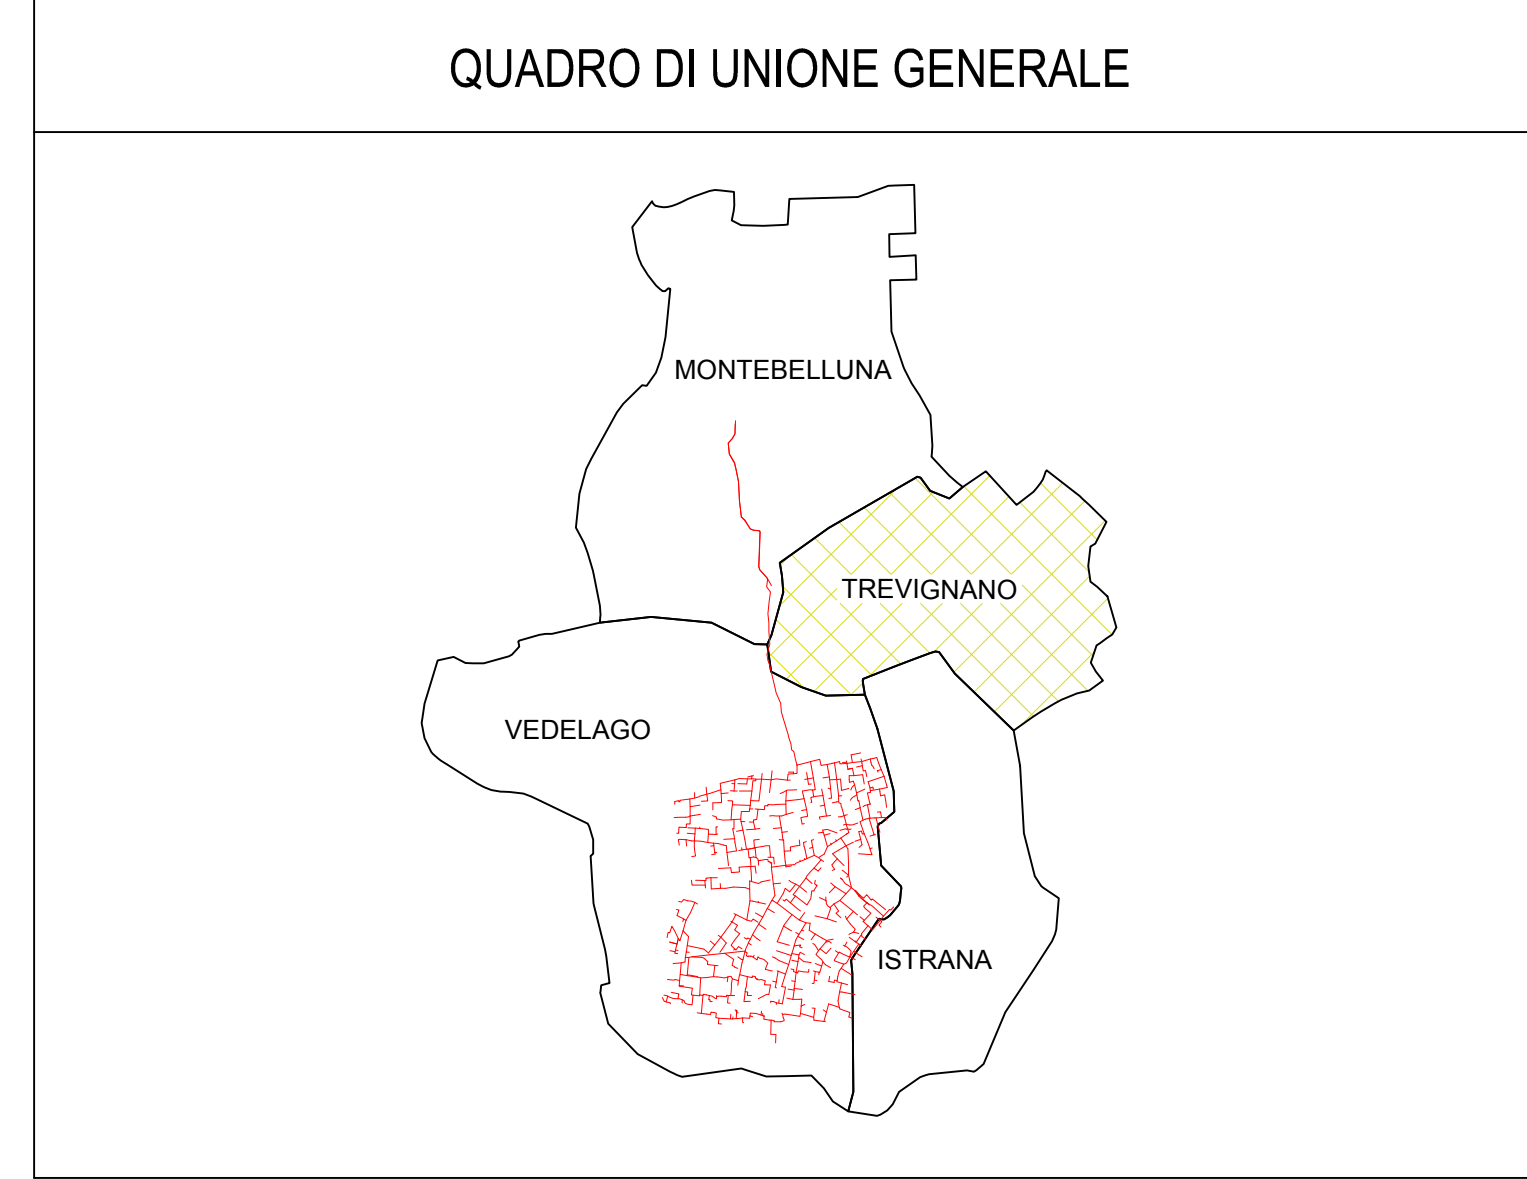 QUADRO DI UNIONE GENERALE
MONTEBELLUNA
TREVIGNANO
VEDELAGO
ISTRANA